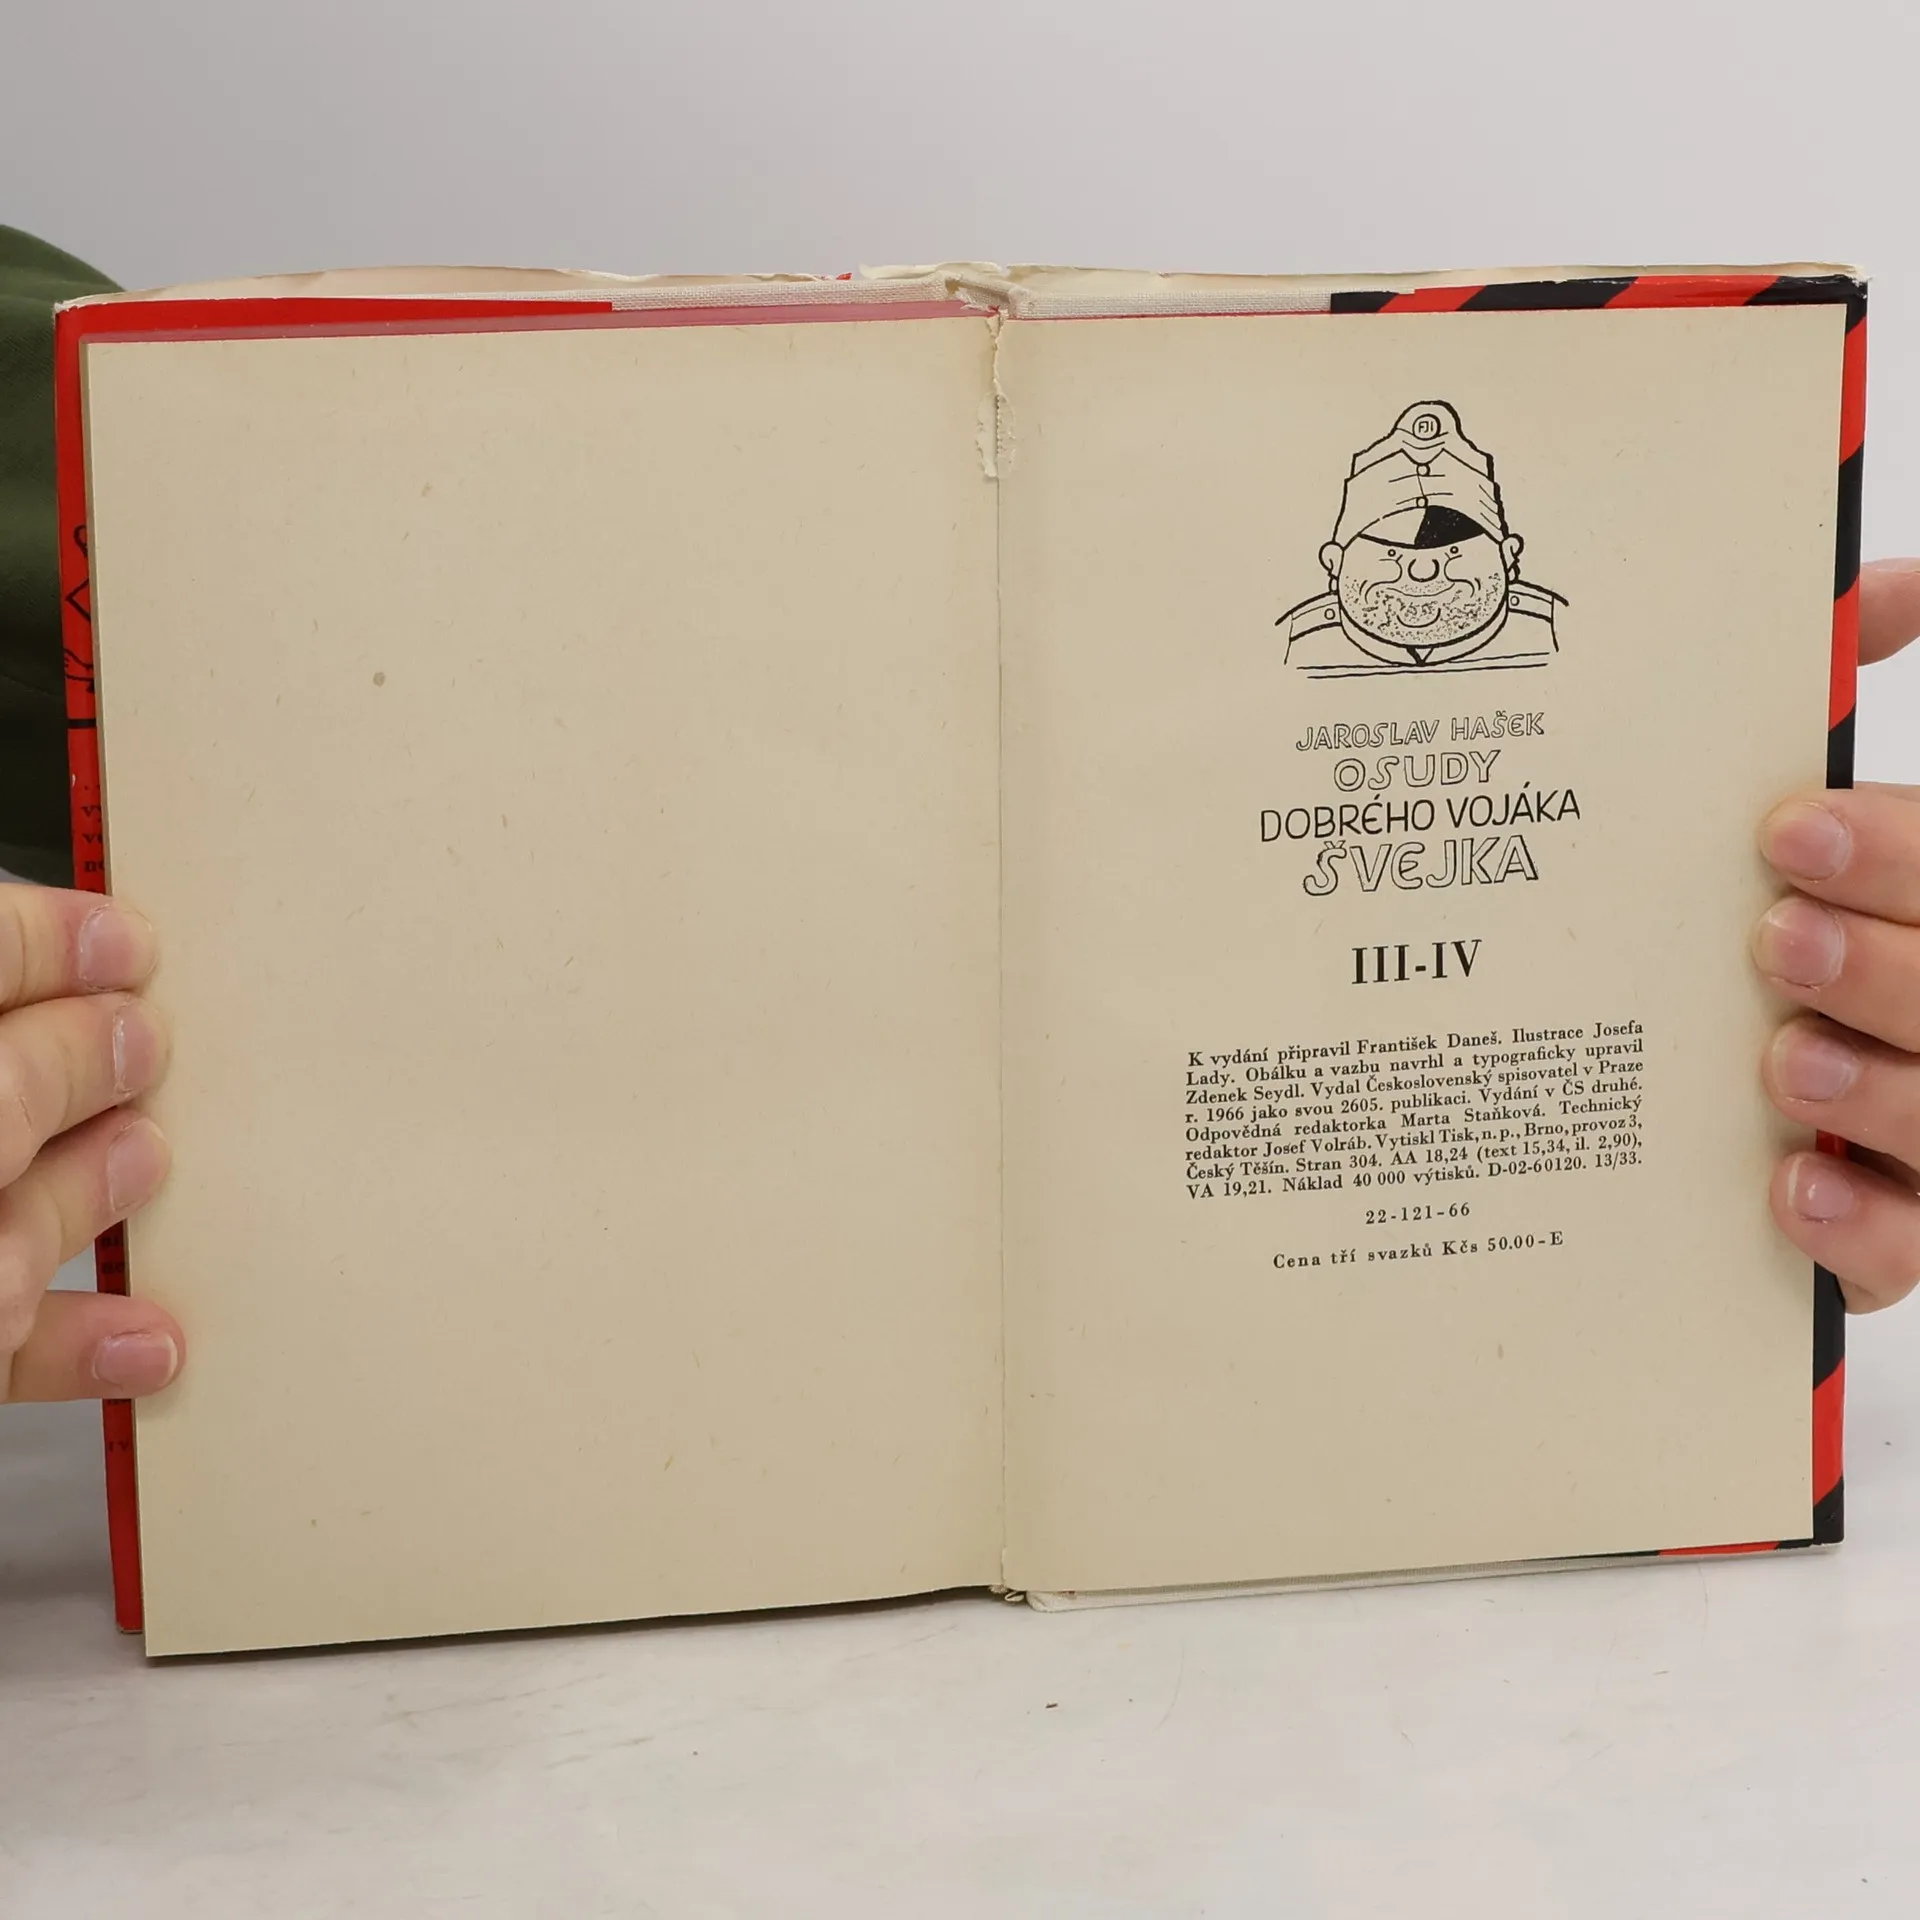 FJI
JAROSLAV HAŠEK
OSUDY
DOBRÉHO VOJÁKA
ŠVEJKA
III-IV
K vydání připravil František Daneš. Ilustrace Josefa
Lady. Obálku a vazbu navrhl a typograficky upravil
Zdenek Seydl. Vydal Československý spisovatel v Praze
r. 1966 jako svou 2605. publikaci. Vydání v ČS druhé.
Odpovědná redaktorka Marta Staňková. Technický
redaktor Josef Volráb. Vytiskl Tisk, n. p., Brno, provoz 3,
Český Těšín. Stran 304. AA 18,24 (text 15,34, il. 2,90),
VA 19,21. Náklad 40 000 výtisků. D-02-60120. 13/33.
22-121-66
Cena tří svazků Kčs 50.00-E